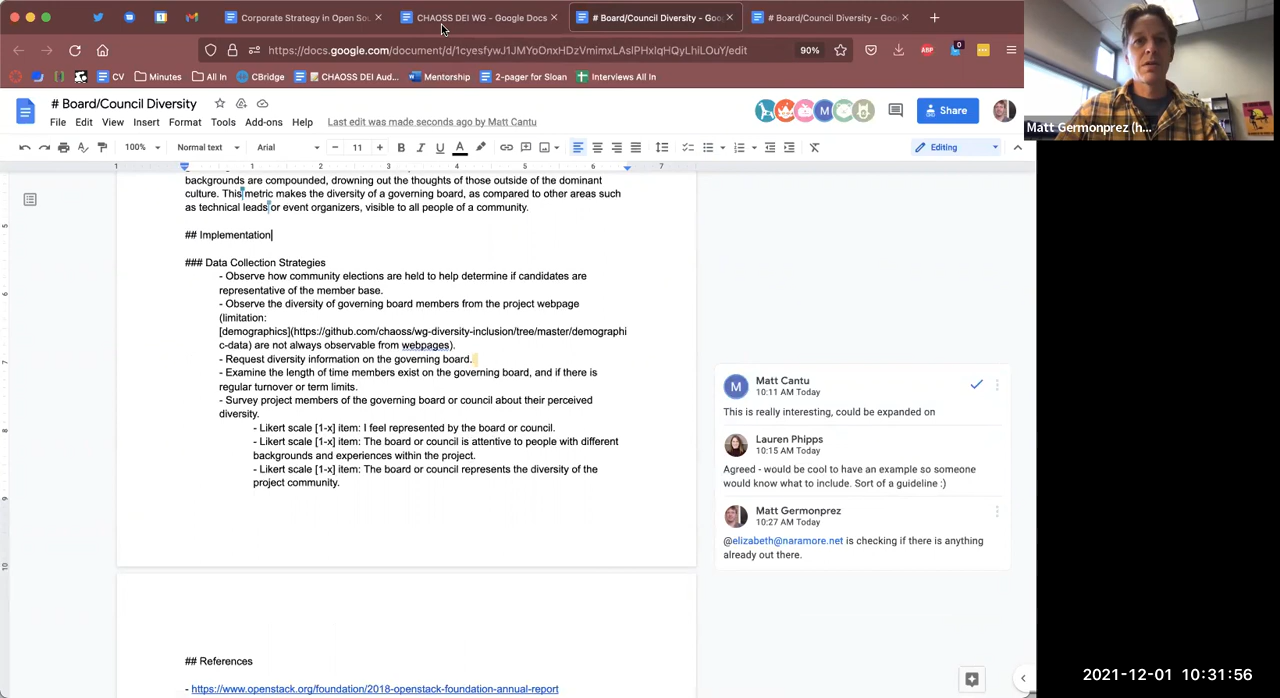 Corporate Strategy in Open Sou
CHAOSS DEI WG - Google Docs
# Board/Council Diversity - Goo
# Board/Council Diversity - Goo
https://docs.google.com/document/d/1cyesfywJ1JMYoOnxHDzVmimxLAsIPHxIqHQyLhiLOuY/edit
90%
ABP
0
CV
Minutes
All In
CBridge
CHAOSS DEI Aud...
Mentorship
2-pager for Sloan
Interviews All In
# Board/Council Diversity
File Edit View Insert Format Tools Add-ons Help
Last edit was made seconds ago by Matt Cantu
M
Share
100%
Normal text
Arial
11
B I U A
Editing
1 1 2 3 4 5 6 7
backgrounds are compounded, drowning out the thoughts of those outside of the dominant
culture. This metric makes the diversity of a governing board, as compared to other areas such
as technical leads or event organizers, visible to all people of a community.
## Implementation
### Data Collection Strategies
- Observe how community elections are held to help determine if candidates are
representative of the member base.
- Observe the diversity of governing board members from the project webpage
(limitation:
[demographics](https://github.com/chaoss/wg-diversity-inclusion/tree/master/demographi
c-data) are not always observable from webpages).
- Request diversity information on the governing board.
- Examine the length of time members exist on the governing board, and if there is
regular turnover or term limits.
- Survey project members of the governing board or council about their perceived
diversity.
- Likert scale [1-x] item: I feel represented by the board or council.
- Likert scale [1-x] item: The board or council is attentive to people with different
backgrounds and experiences within the project.
- Likert scale [1-x] item: The board or council represents the diversity of the
project community.
## References
- https://www.openstack.org/foundation/2018-openstack-foundation-annual-report
M
Matt Cantu
10:11 AM Today
This is really interesting, could be expanded on
Lauren Phipps
10:15 AM Today
Agreed - would be cool to have an example so someone
would know what to include. Sort of a guideline :)
Matt Germonprez
10:27 AM Today
@elizabeth@naramore.net is checking if there is anything
already out there.
Matt Germonprez (h...
2021-12-01 10:31:56